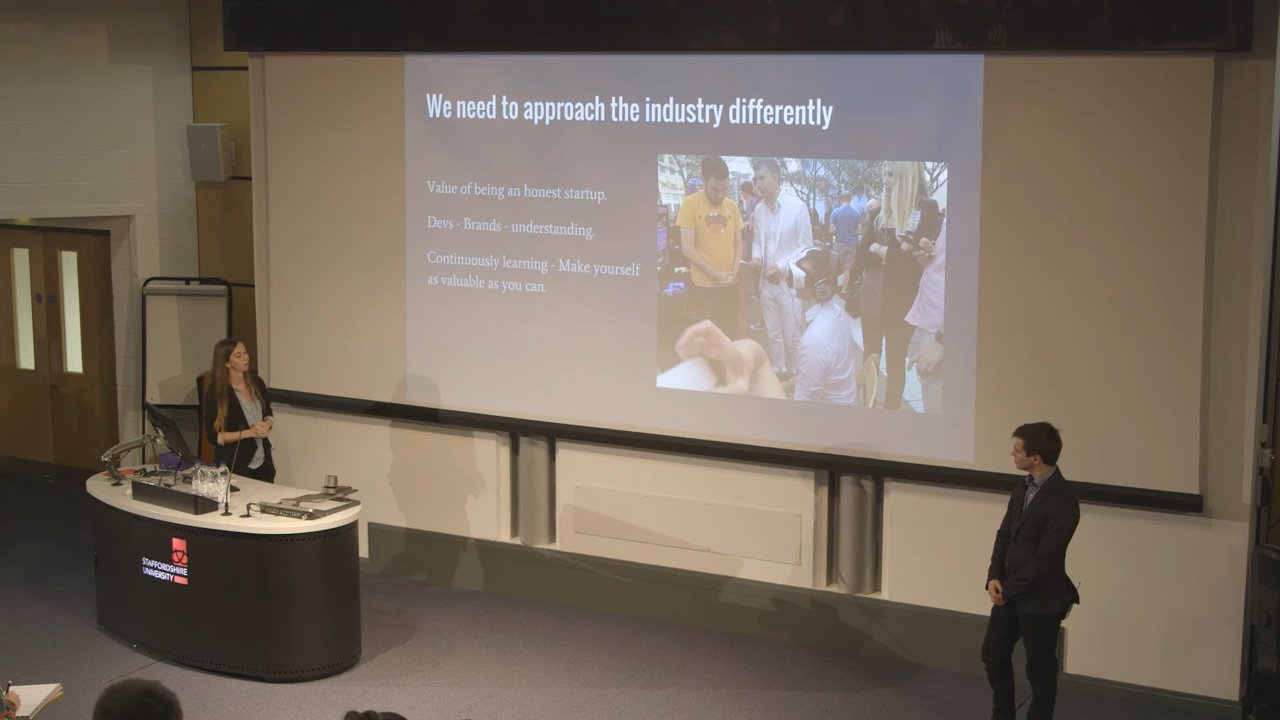 We need to approach the industry differently
Value of being an honest startup.
Devs - Brands - understanding.
Continuously learning - Make yourself
as valuable as you can.
STAFFORDSHIRE
UNIVERSITY